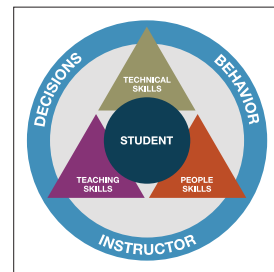 DECISIONS
BEHAVIOR
TECHNICAL
SKILLS
STUDENT
TEACHING
SKILLS
PEOPLE
SKILLS
INSTRUCTOR